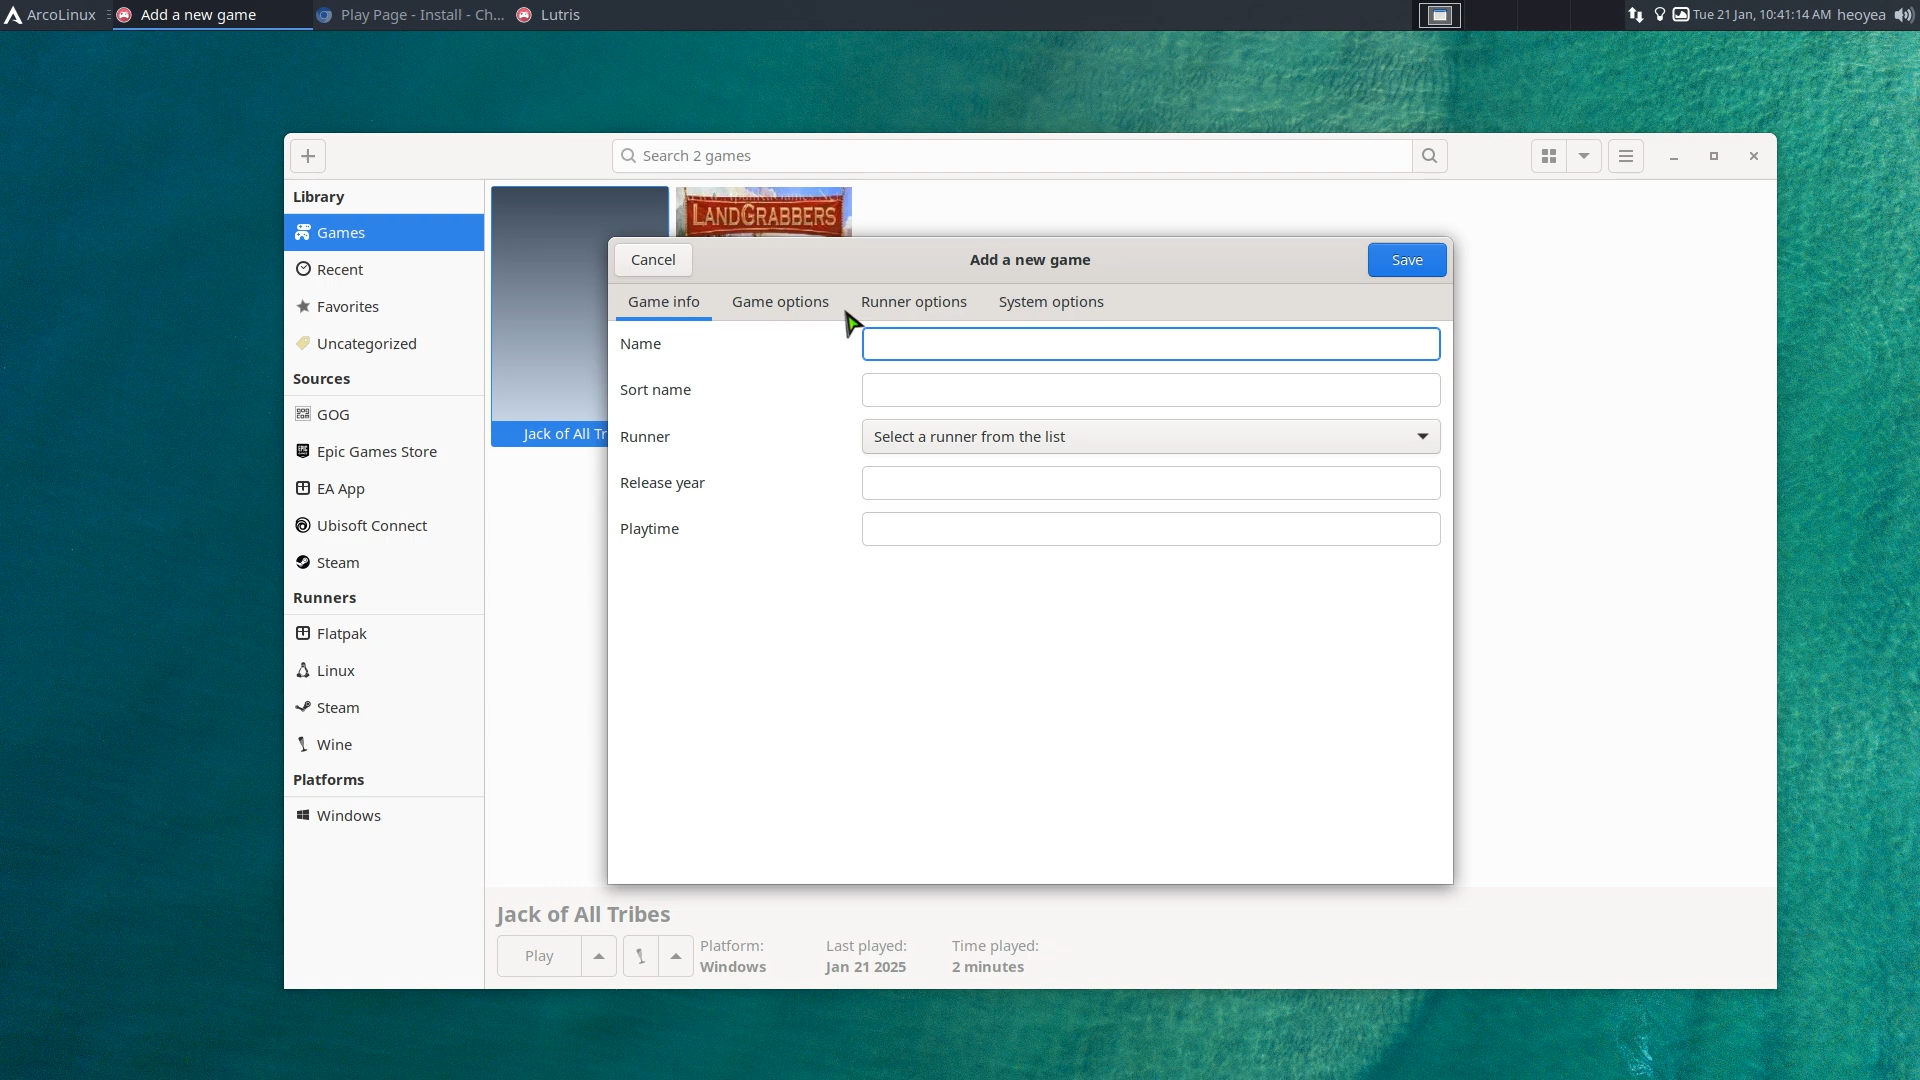 ArcoLinux
Add a new game
Play Page - Install - Ch...
Lutris
Tue 21 Jan, 10:41:14 AM heoyea
Search 2 games
Library
Games
Recent
Favorites
Uncategorized
Sources
GOG
Epic Games Store
EA App
Ubisoft Connect
Steam
Runners
Flatpak
Linux
Steam
Wine
Platforms
Windows
LANDGRABBERS
Jack of All Tr
Cancel
Add a new game
Save
Game info
Game options
Runner options
System options
Name
Sort name
Runner
Select a runner from the list
Release year
Playtime
Jack of All Tribes
Play
Platform:
Windows
Last played:
Jan 21 2025
Time played:
2 minutes